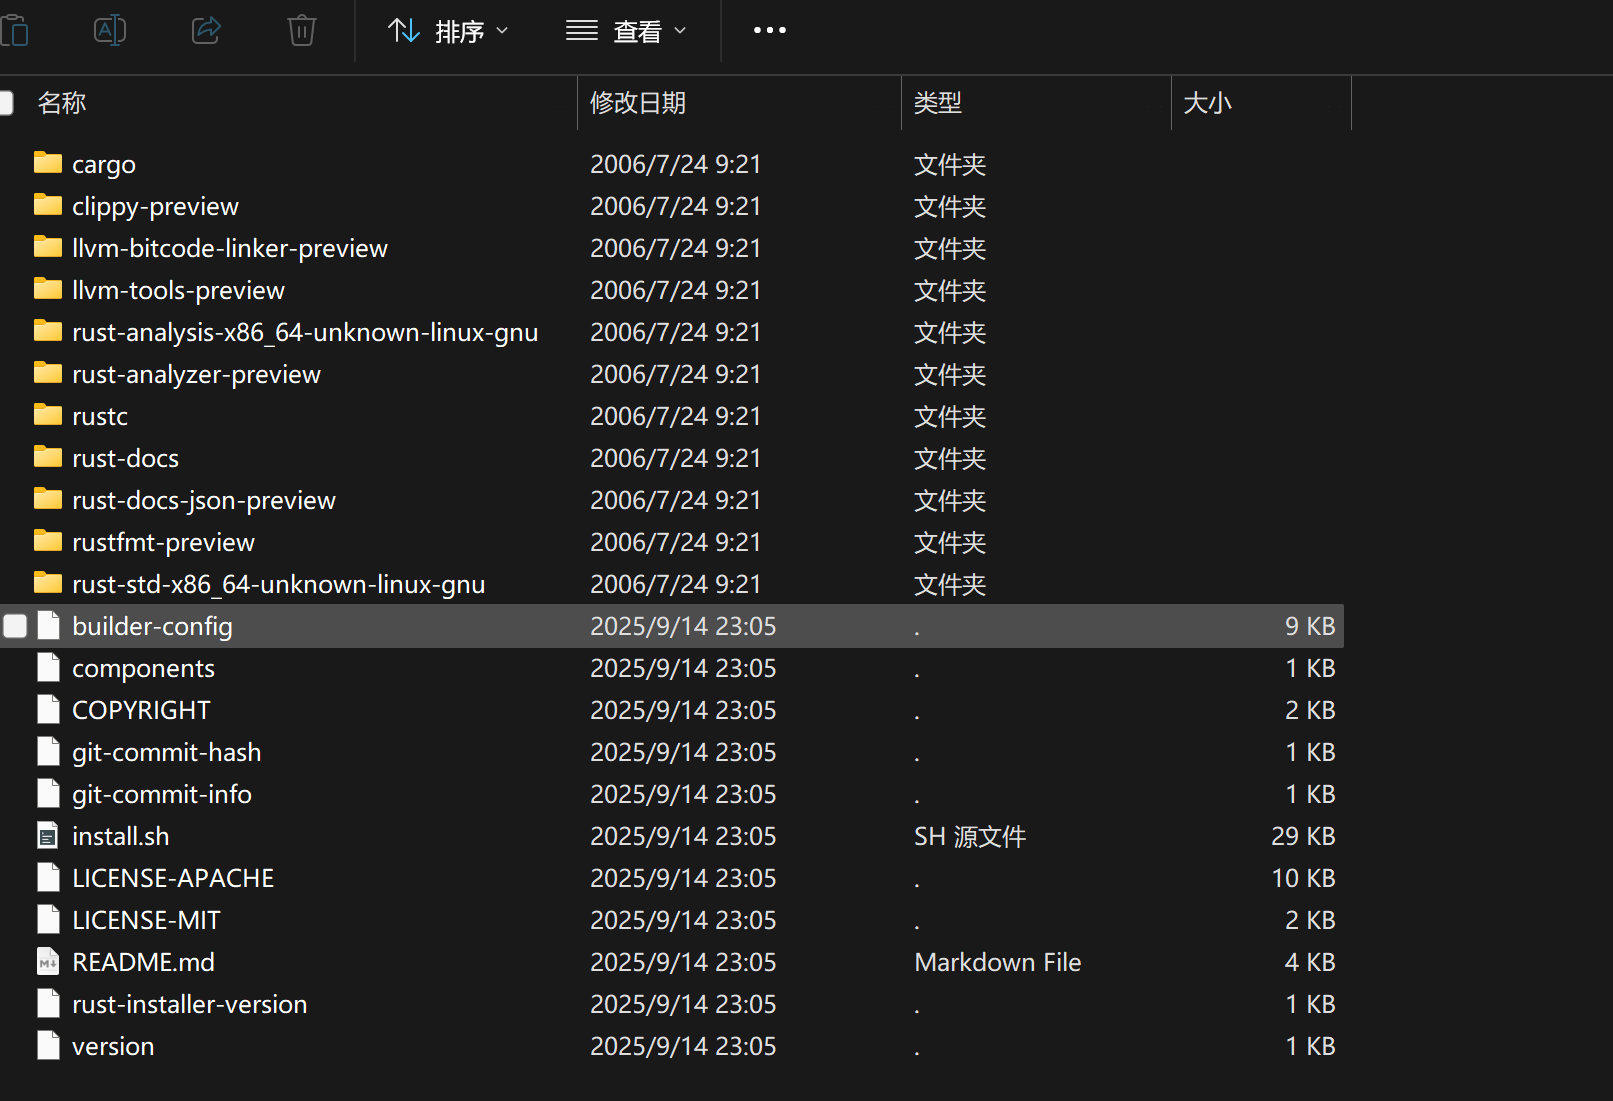 排序 查看
名称 修改日期 类型 大小
cargo 2006/7/24 9:21 文件夹
clippy-preview 2006/7/24 9:21 文件夹
llvm-bitcode-linker-preview 2006/7/24 9:21 文件夹
llvm-tools-preview 2006/7/24 9:21 文件夹
rust-analysis-x86_64-unknown-linux-gnu 2006/7/24 9:21 文件夹
rust-analyzer-preview 2006/7/24 9:21 文件夹
rustc 2006/7/24 9:21 文件夹
rust-docs 2006/7/24 9:21 文件夹
rust-docs-json-preview 2006/7/24 9:21 文件夹
rustfmt-preview 2006/7/24 9:21 文件夹
rust-std-x86_64-unknown-linux-gnu 2006/7/24 9:21 文件夹
builder-config 2025/9/14 23:05 . 9 KB
components 2025/9/14 23:05 . 1 KB
COPYRIGHT 2025/9/14 23:05 . 2 KB
git-commit-hash 2025/9/14 23:05 . 1 KB
git-commit-info 2025/9/14 23:05 . 1 KB
install.sh 2025/9/14 23:05 SH 源文件 29 KB
LICENSE-APACHE 2025/9/14 23:05 . 10 KB
LICENSE-MIT 2025/9/14 23:05 . 2 KB
README.md 2025/9/14 23:05 Markdown File 4 KB
rust-installer-version 2025/9/14 23:05 . 1 KB
version 2025/9/14 23:05 . 1 KB